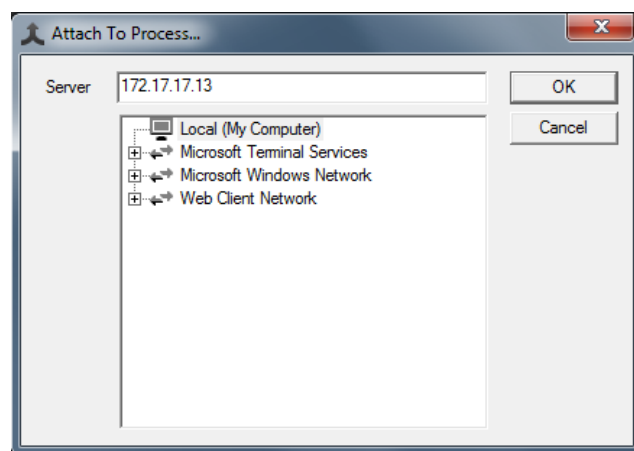 Attach To Process...
Server 172.17.17.13 OK
Local (My Computer) Cancel
Microsoft Terminal Services
Microsoft Windows Network
Web Client Network